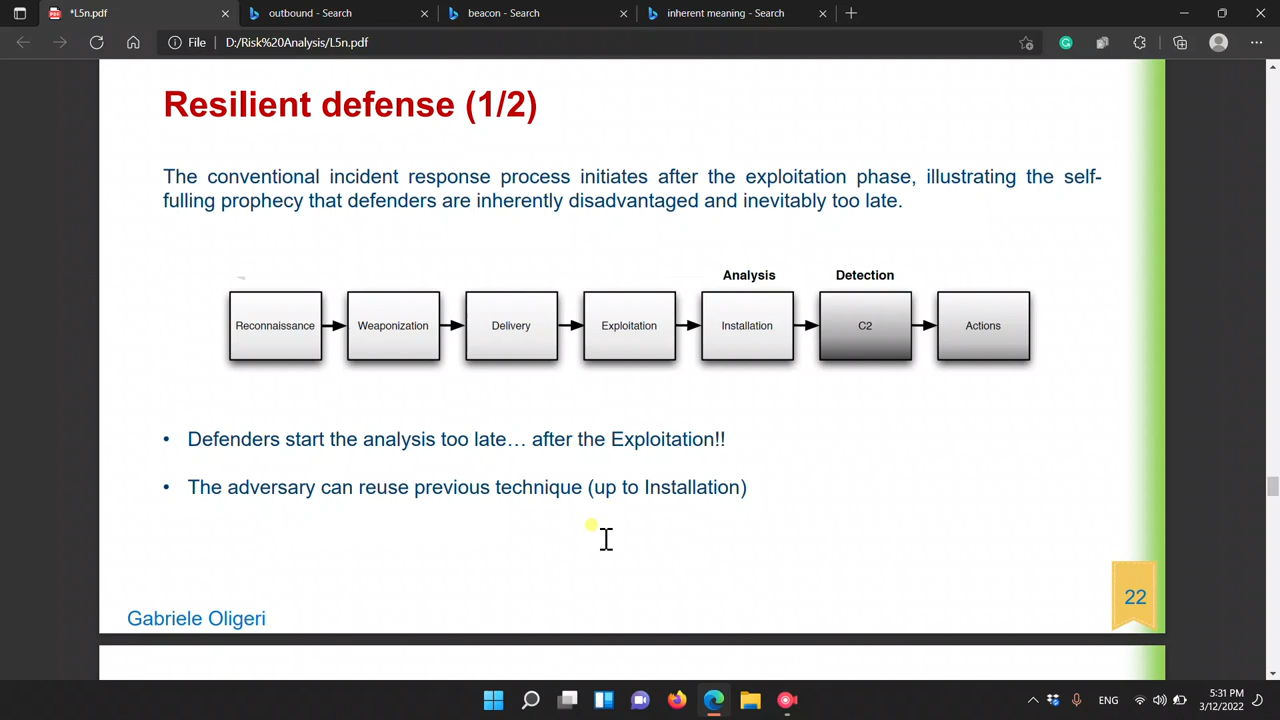 *L5n.pdf
outbound - Search
beacon - Search
inherent meaning - Search
File
D:/Risk%20Analysis/L5n.pdf
Resilient defense (1/2)
The conventional incident response process initiates after the exploitation phase, illustrating the self-
fulling prophecy that defenders are inherently disadvantaged and inevitably too late.
Analysis
Detection
Reconnaissance
Weaponization
Delivery
Exploitation
Installation
C2
Actions
• Defenders start the analysis too late… after the Exploitation!!
• The adversary can reuse previous technique (up to Installation)
22
Gabriele Oligeri
ENG
5:31 PM
3/12/2022